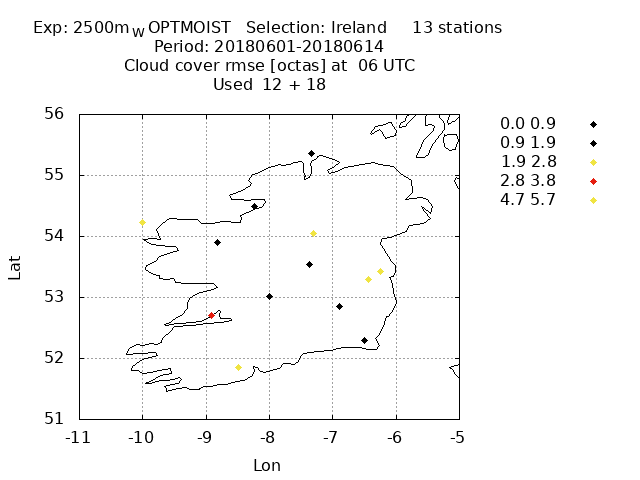 Exp: 2500m_W OPTMOIST Selection: Ireland 13 stations
Period: 20180601-20180614
Cloud cover rmse [octas] at 06 UTC
Used 12 + 18
56
55
54
53
52
51
-11 -10 -9 -8 -7 -6 -5
Lat
Lon
0.0 0.9
0.9 1.9
1.9 2.8
2.8 3.8
4.7 5.7